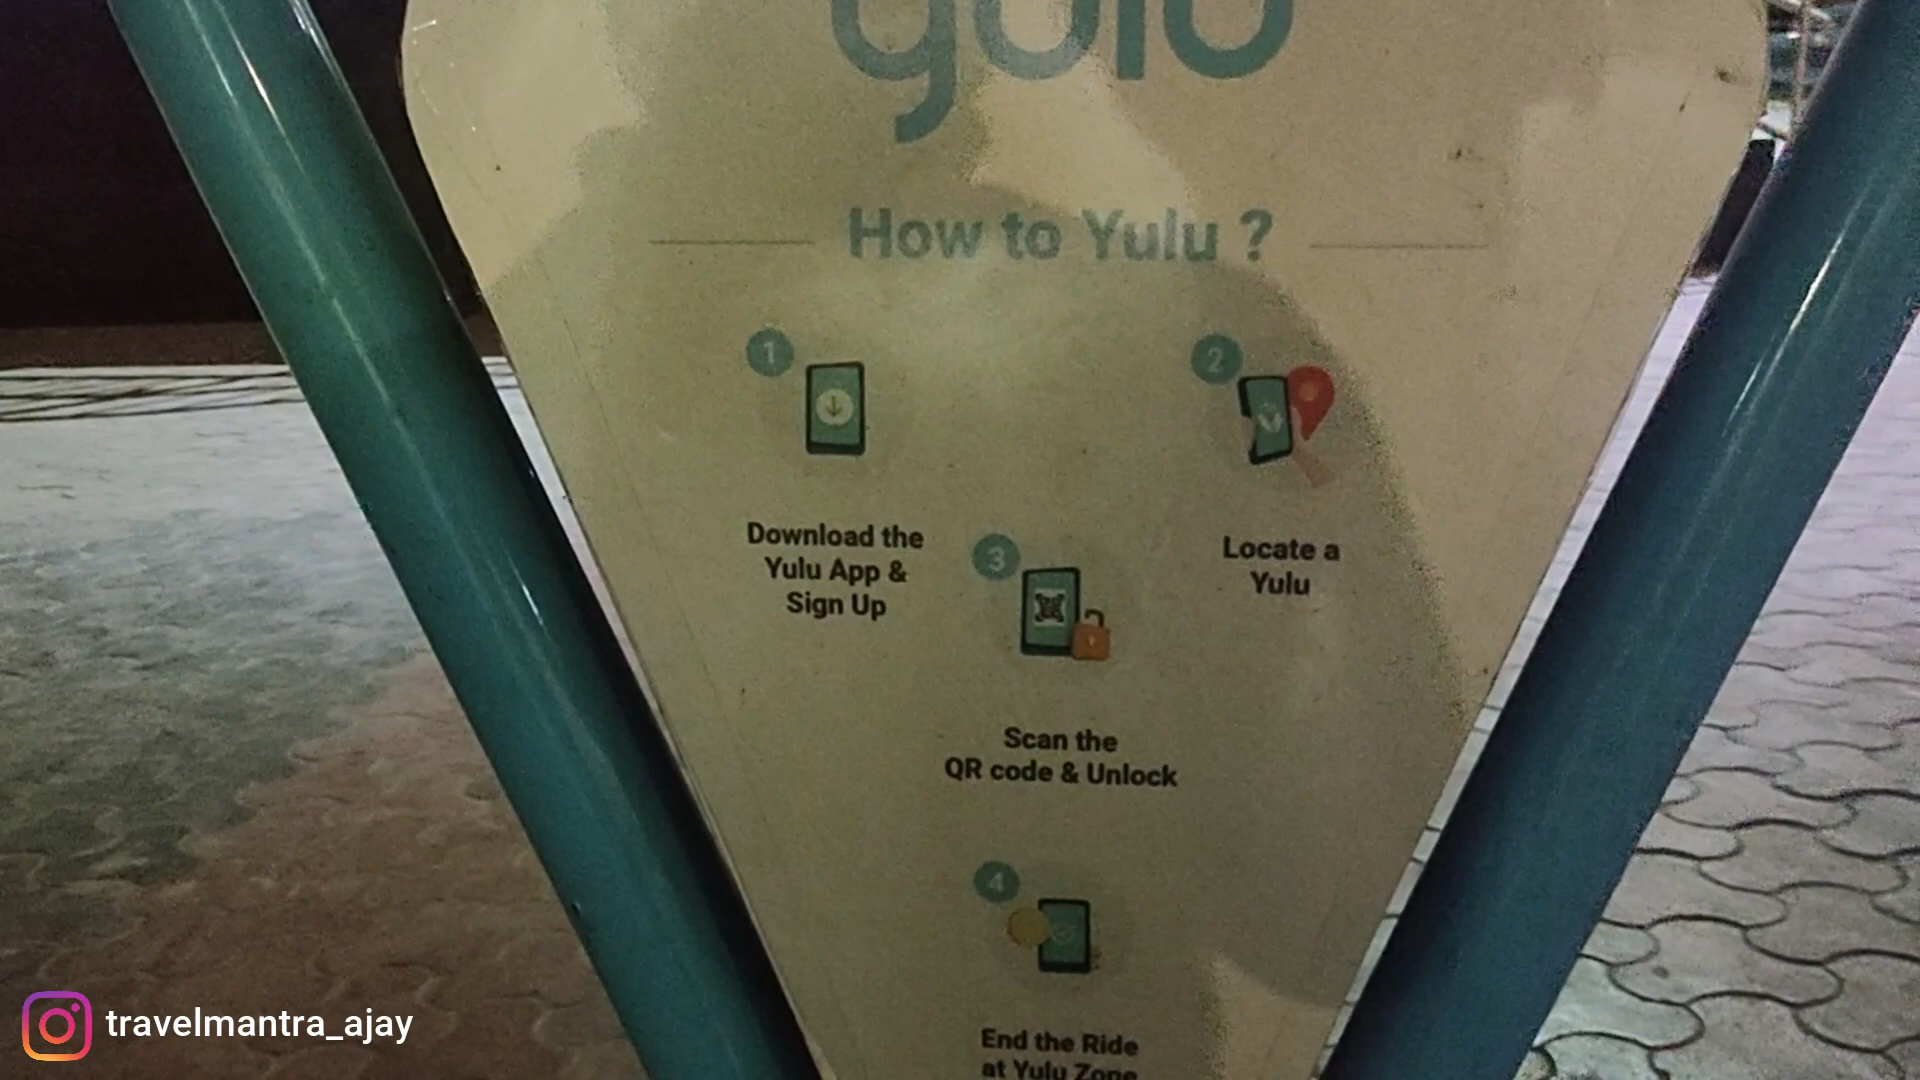 yulu
How to Yulu ?
1
Download the
Yulu App &
Sign Up
2
Locate a
Yulu
3
Scan the
QR code & Unlock
4
End the Ride
at Yulu Zone
travelmantra_ajay